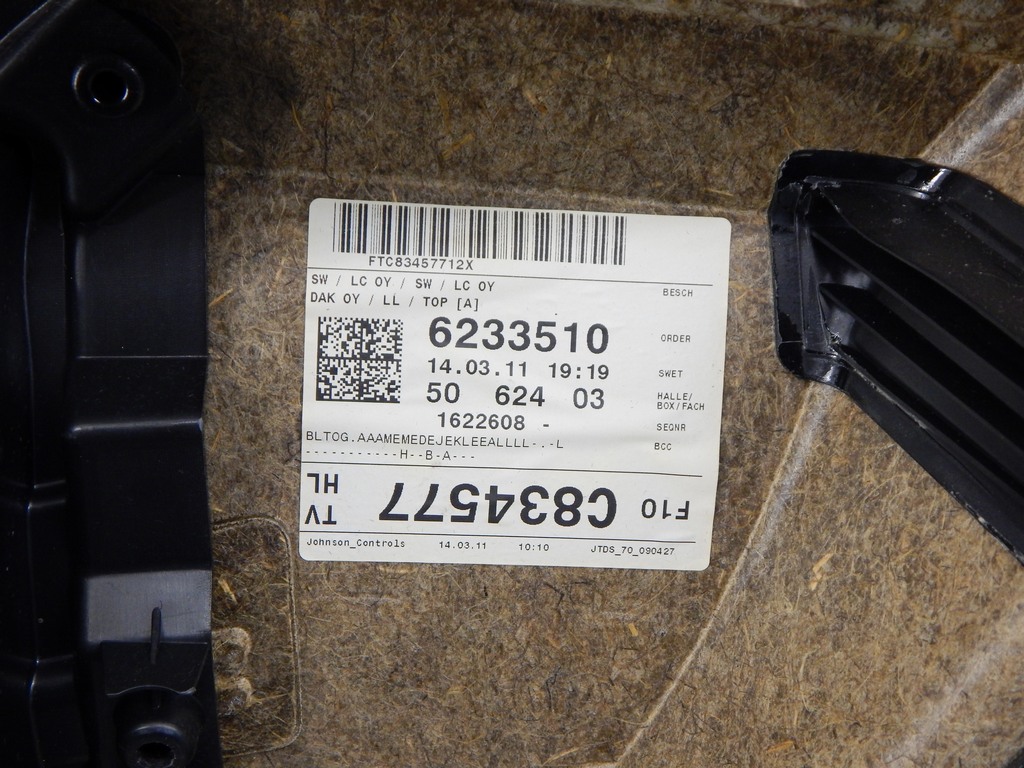 FTC83457712X
SW / LC OY / SW / LC OY
DAK OY / LL / TOP [A] BESCH
6233510 ORDER
14.03.11 19:19 SWET
50 624 03 HALLE/
BOX/FACH
1622608 - SEQNR
BLTOG.AAAMEMEDEJEKLEEALLLL-.-L BCC
-----------H--B-A---
F10 C834577 TV
HL
Johnson_Controls 14.03.11 10:10 JTDS_70_090427